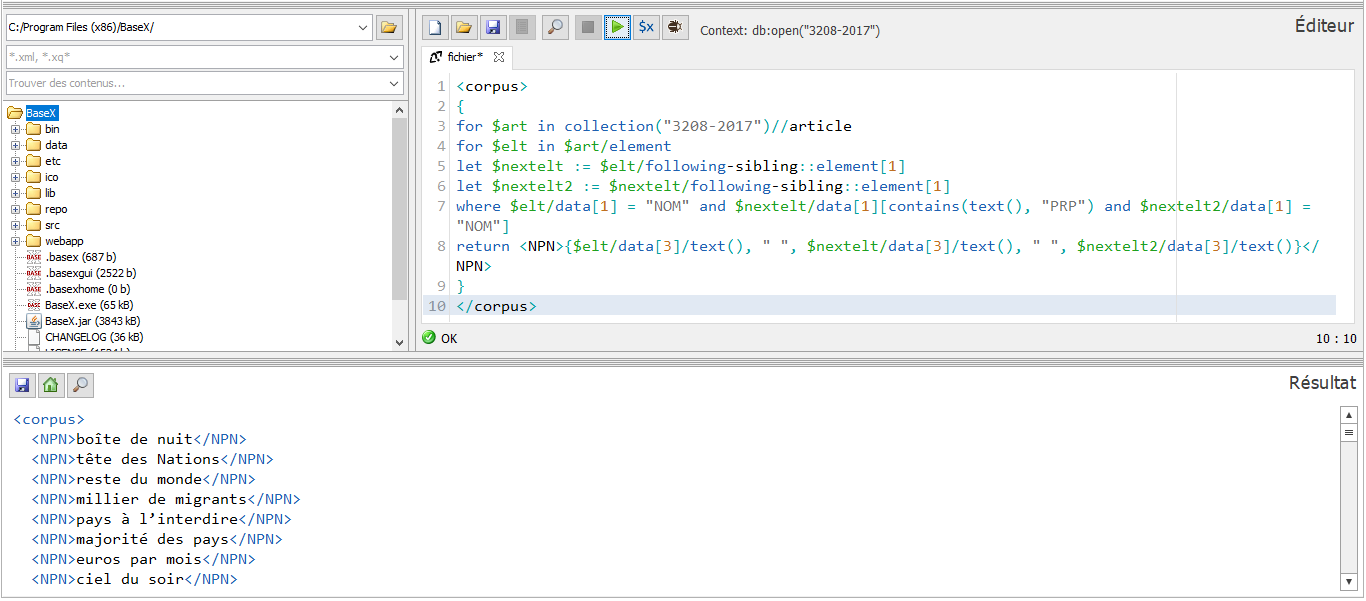 C:/Program Files (x86)/BaseX/
*.xml, *.xq*
Trouver des contenus...
BaseX
bin
data
etc
ico
lib
repo
src
webapp
.basex (687 b)
.basexgui (2522 b)
.basexhome (0 b)
BaseX.exe (65 kB)
BaseX.jar (3843 kB)
CHANGELOG (36 kB)
$x
Context: db:open("3208-2017")
Éditeur
fichier*
1 <corpus>
2 {
3 for $art in collection("3208-2017")//article
4 for $elt in $art/element
5 let $nextelt := $elt/following-sibling::element[1]
6 let $nextelt2 := $nextelt/following-sibling::element[1]
7 where $elt/data[1] = "NOM" and $nextelt/data[1][contains(text(), "PRP") and $nextelt2/data[1] =
"NOM"]
8 return <NPN>{$elt/data[3]/text(), " ", $nextelt/data[3]/text(), " ", $nextelt2/data[3]/text()}</
NPN>
9 }
10 </corpus>
OK
10 : 10
Résultat
<corpus>
<NPN>boîte de nuit</NPN>
<NPN>tête des Nations</NPN>
<NPN>reste du monde</NPN>
<NPN>millier de migrants</NPN>
<NPN>pays à l’interdire</NPN>
<NPN>majorité des pays</NPN>
<NPN>euros par mois</NPN>
<NPN>ciel du soir</NPN>